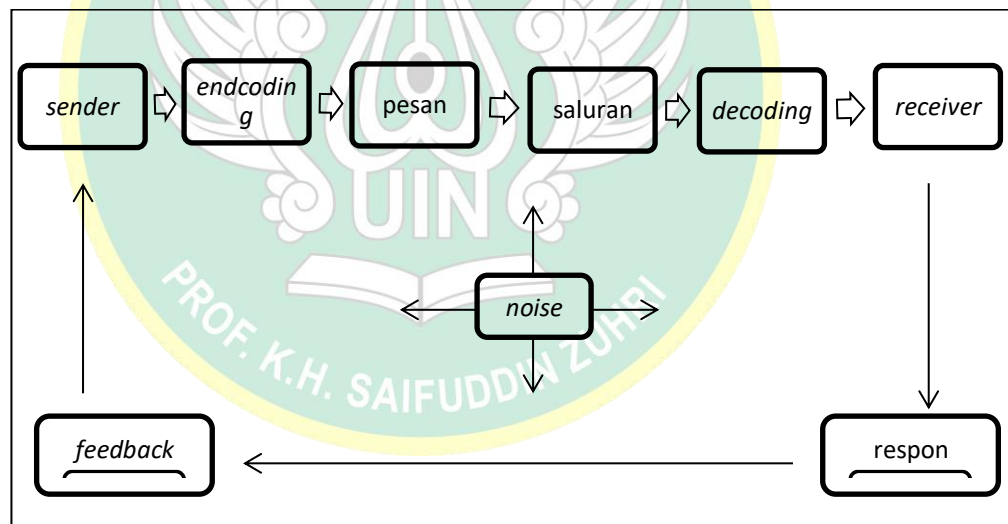 sender
endcodin
g
pesan
saluran
decoding
receiver
UIN
noise
PROF. K.H. SAIFUDDIN ZUHRI
feedback
respon